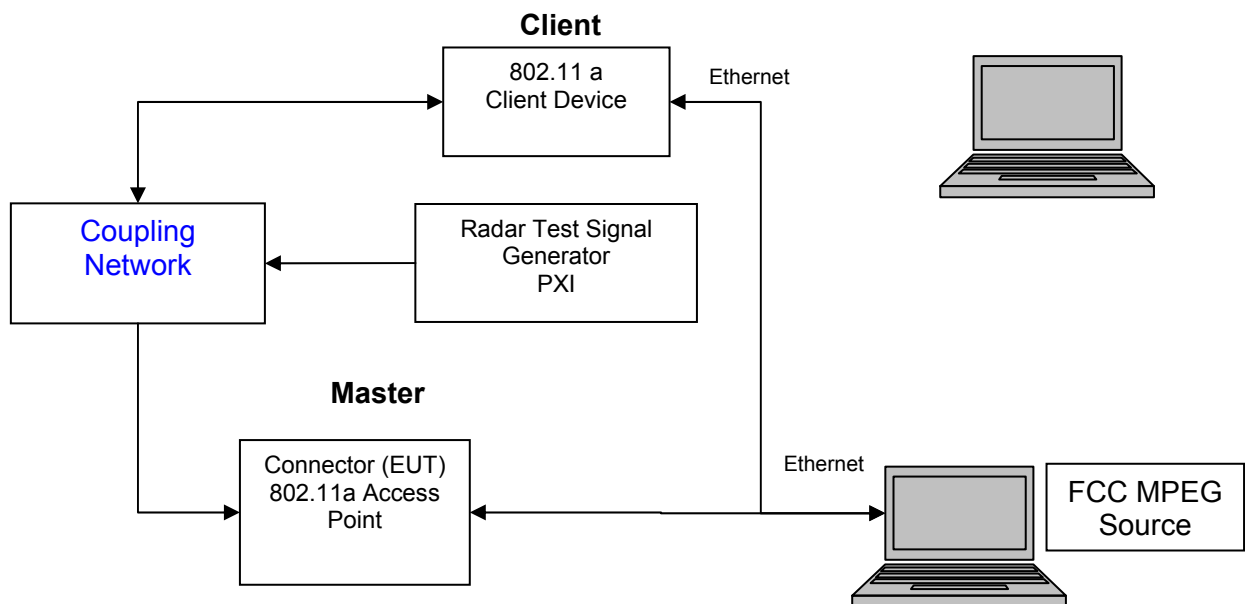 Client
802.11 a
Client Device
Ethernet
Coupling
Network
Radar Test Signal
Generator
PXI
Master
Connector (EUT)
802.11a Access
Point
Ethernet
FCC MPEG
Source